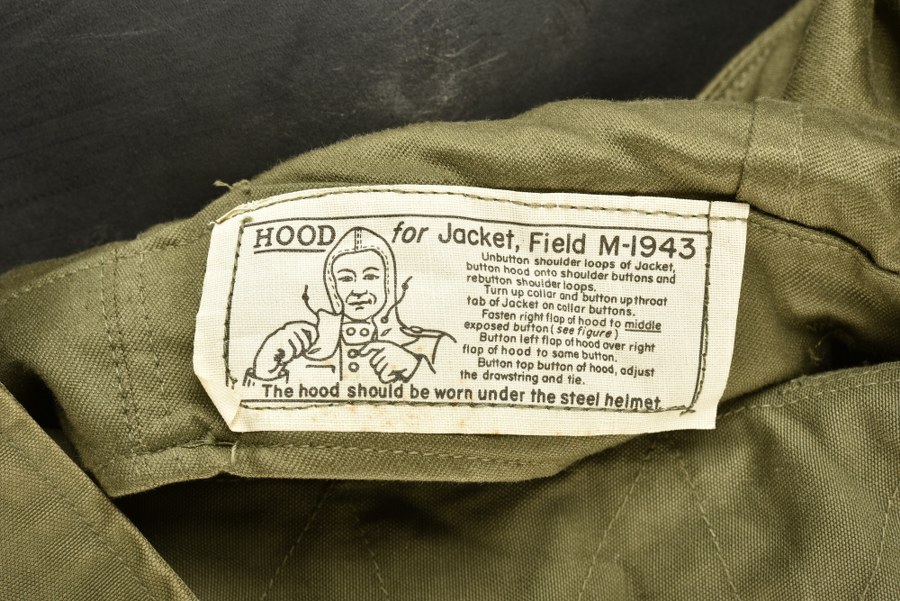 HOOD for Jacket, Field M-1943
Unbutton shoulder loops of Jacket,
button hood onto shoulder buttons and
rebutton shoulder loops.
Turn up collar and button up throat
tab of Jacket on collar buttons.
Fasten right flap of hood to middle
exposed button (see figure)
Button left flap of hood over right
flap of hood to same button.
Button top button of hood, adjust
the drawstring and tie.
The hood should be worn under the steel helmet